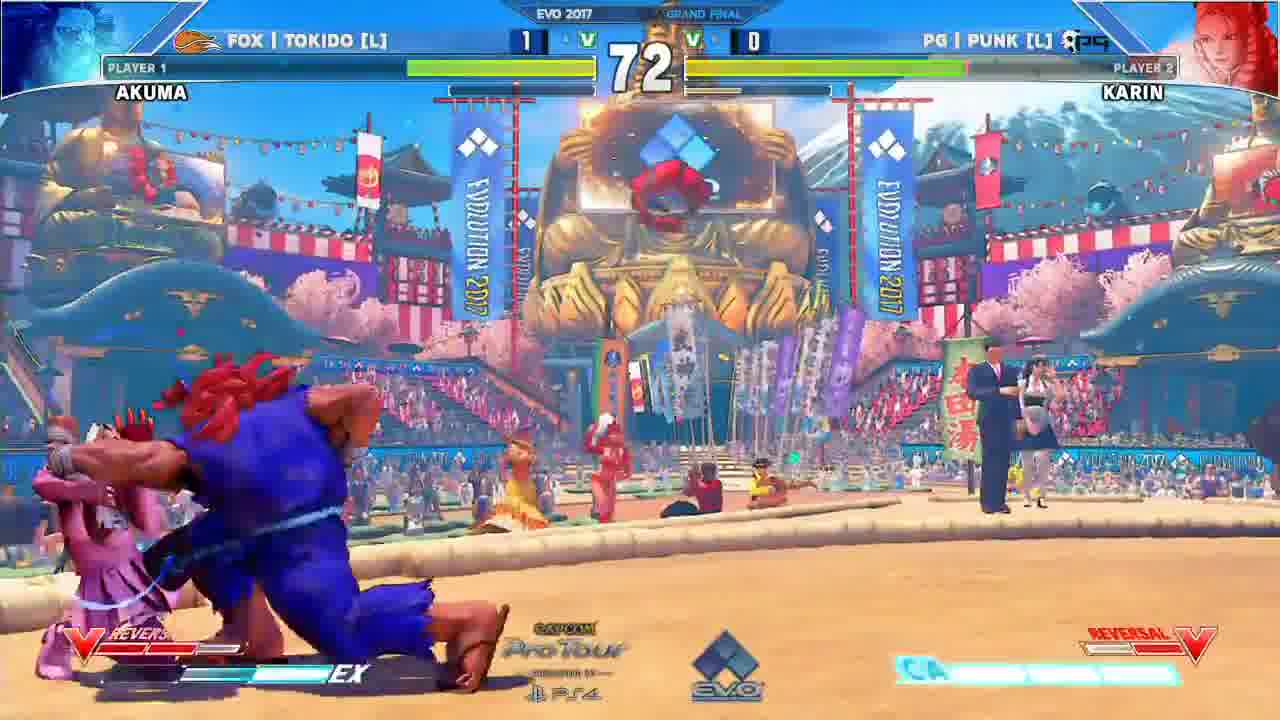 EVO 2017 GRAND FINAL
FOX | TOKIDO [L] 1 V 72 V 0 PG | PUNK [L]
PLAYER 1 PLAYER 2
AKUMA KARIN
EVOLUTION 2017
EVOLUTION 2017
REVERSAL
V V
EX CA
CAPCOM
Pro Tour
PS4
EVO